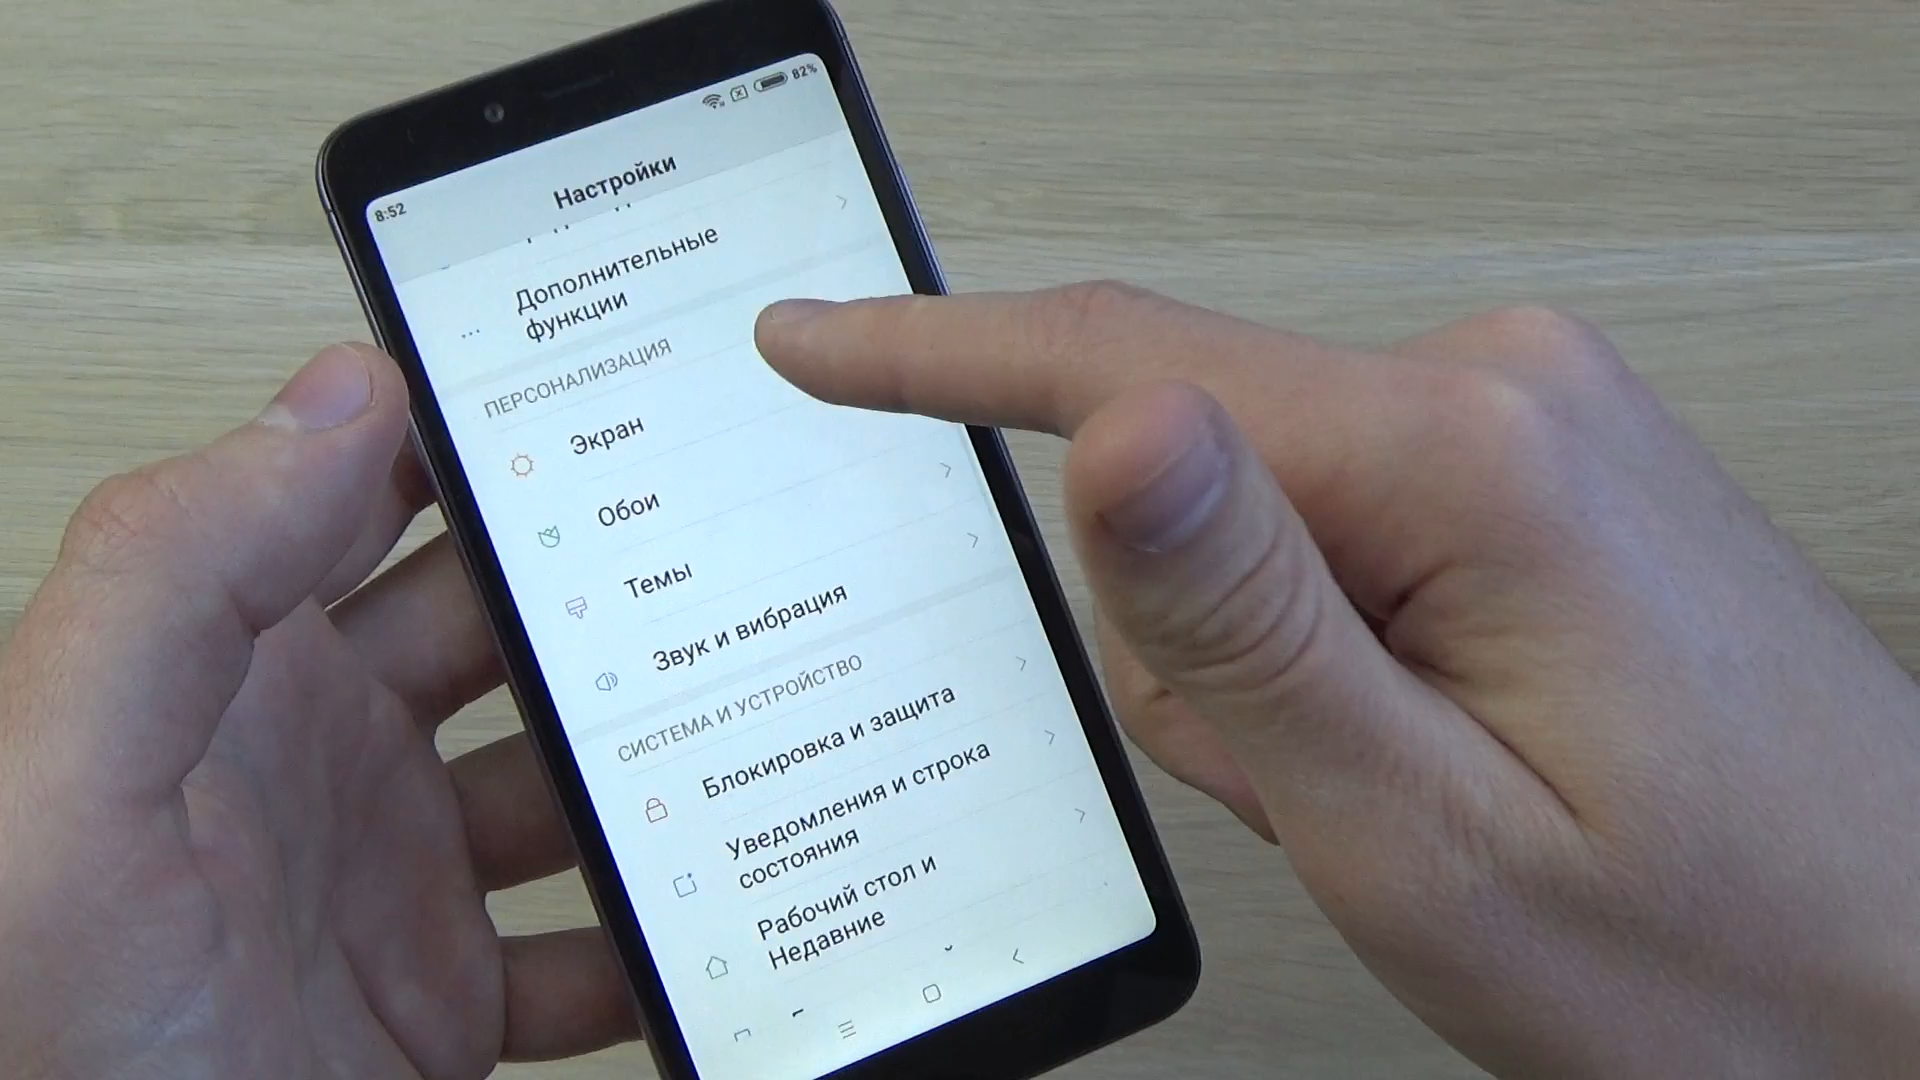 82%
8:52
Настройки
Дополнительные
функции
ПЕРСОНАЛИЗАЦИЯ
Экран
Обои
Темы
Звук и вибрация
СИСТЕМА И УСТРОЙСТВО
Блокировка и защита
Уведомления и строка
состояния
Рабочий стол и
Недавние